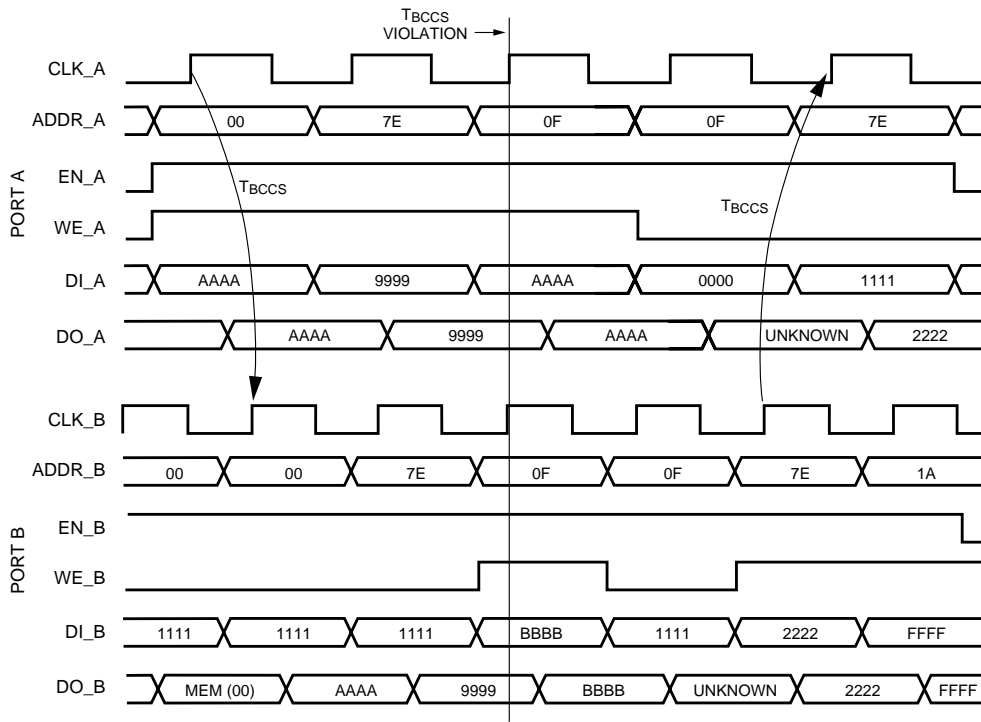 TBCCS
VIOLATION
CLK_A
ADDR_A 00 7E 0F 0F 7E
PORT A
EN_A
TBCCS
TBCCS
WE_A
DI_A AAAA 9999 AAAA 0000 1111
DO_A AAAA 9999 AAAA UNKNOWN 2222
CLK_B
ADDR_B 00 00 7E 0F 0F 7E 1A
PORT B
EN_B
WE_B
DI_B 1111 1111 1111 BBBB 1111 2222 FFFF
DO_B MEM (00) AAAA 9999 BBBB UNKNOWN 2222 FFFF